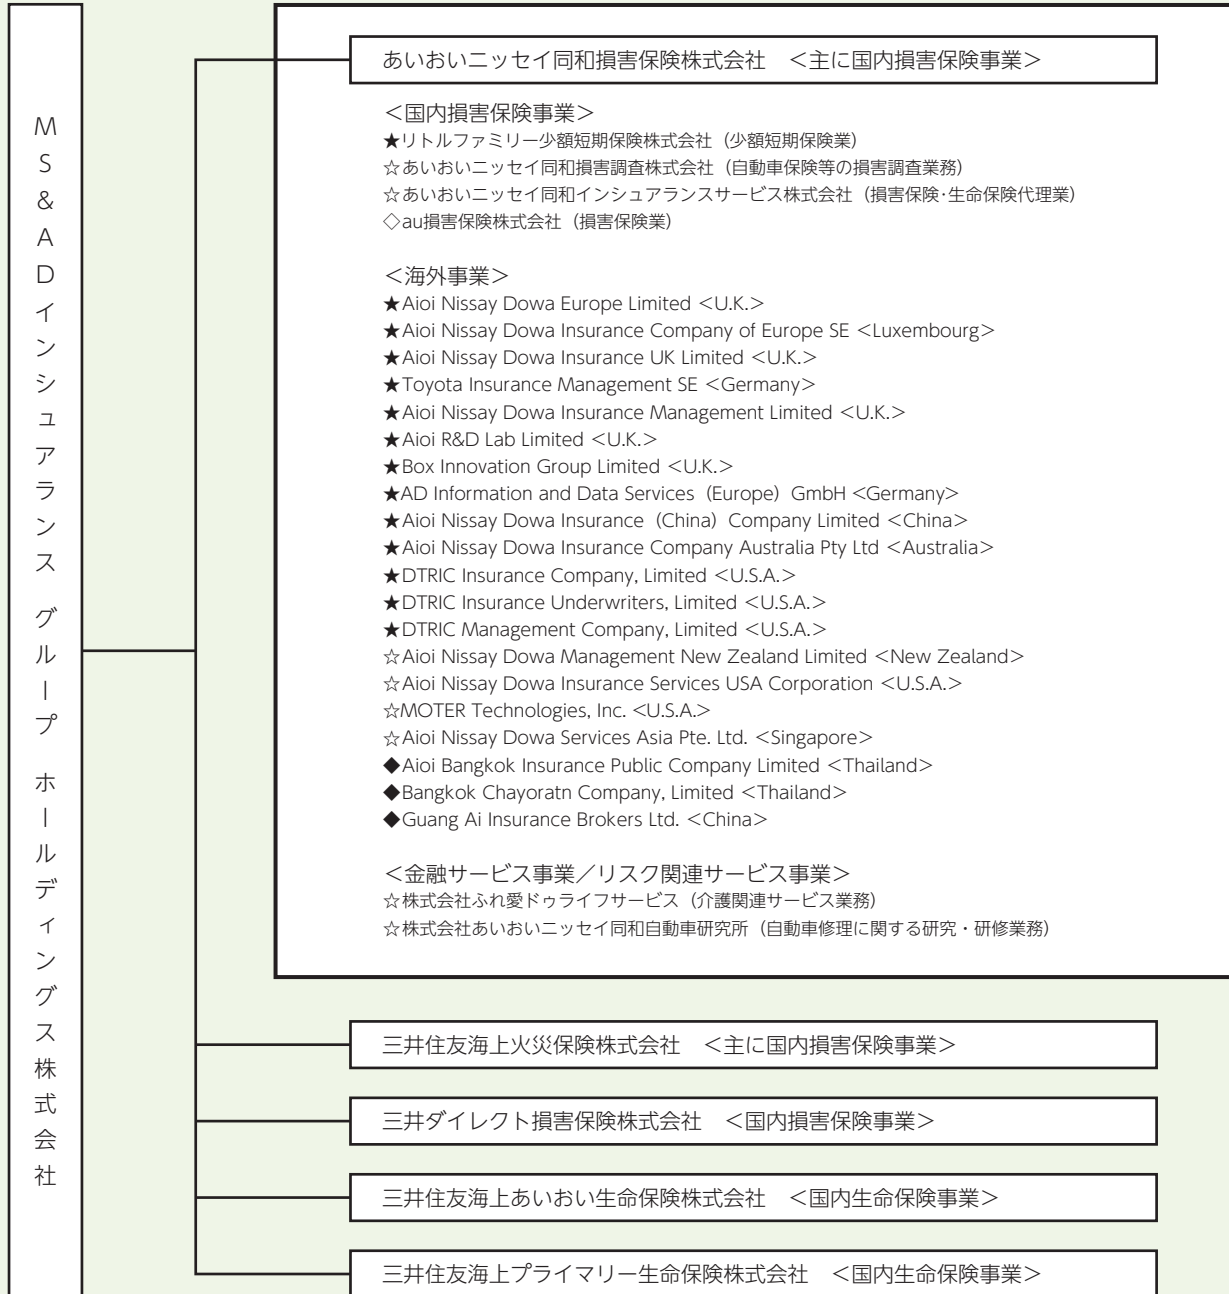 MS&ADインシュアランス グループ ホールディングス株式会社
あいおいニッセイ同和損害保険株式会社　＜主に国内損害保険事業＞
＜国内損害保険事業＞
★リトルファミリー少額短期保険株式会社（少額短期保険業）
☆あいおいニッセイ同和損害調査株式会社（自動車保険等の損害調査業務）
☆あいおいニッセイ同和インシュアランスサービス株式会社（損害保険･生命保険代理業）
◇au損害保険株式会社（損害保険業）
＜海外事業＞
★Aioi Nissay Dowa Europe Limited ＜U.K.＞
★Aioi Nissay Dowa Insurance Company of Europe SE ＜Luxembourg＞
★Aioi Nissay Dowa Insurance UK Limited ＜U.K.＞
★Toyota Insurance Management SE ＜Germany＞
★Aioi Nissay Dowa Insurance Management Limited ＜U.K.＞
★Aioi R&D Lab Limited ＜U.K.＞
★Box Innovation Group Limited ＜U.K.＞
★AD Information and Data Services（Europe）GmbH ＜Germany＞
★Aioi Nissay Dowa Insurance（China）Company Limited ＜China＞
★Aioi Nissay Dowa Insurance Company Australia Pty Ltd ＜Australia＞
★DTRIC Insurance Company, Limited ＜U.S.A.＞
★DTRIC Insurance Underwriters, Limited ＜U.S.A.＞
★DTRIC Management Company, Limited ＜U.S.A.＞
☆Aioi Nissay Dowa Management New Zealand Limited ＜New Zealand＞
☆Aioi Nissay Dowa Insurance Services USA Corporation ＜U.S.A.＞
☆MOTER Technologies, Inc. ＜U.S.A.＞
☆Aioi Nissay Dowa Services Asia Pte. Ltd. ＜Singapore＞
◆Aioi Bangkok Insurance Public Company Limited ＜Thailand＞
◆Bangkok Chayoratn Company, Limited ＜Thailand＞
◆Guang Ai Insurance Brokers Ltd. ＜China＞
＜金融サービス事業／リスク関連サービス事業＞
☆株式会社ふれ愛ドゥライフサービス（介護関連サービス業務）
☆株式会社あいおいニッセイ同和自動車研究所（自動車修理に関する研究・研修業務）
三井住友海上火災保険株式会社　＜主に国内損害保険事業＞
三井ダイレクト損害保険株式会社　＜国内損害保険事業＞
三井住友海上あいおい生命保険株式会社　＜国内生命保険事業＞
三井住友海上プライマリー生命保険株式会社　＜国内生命保険事業＞